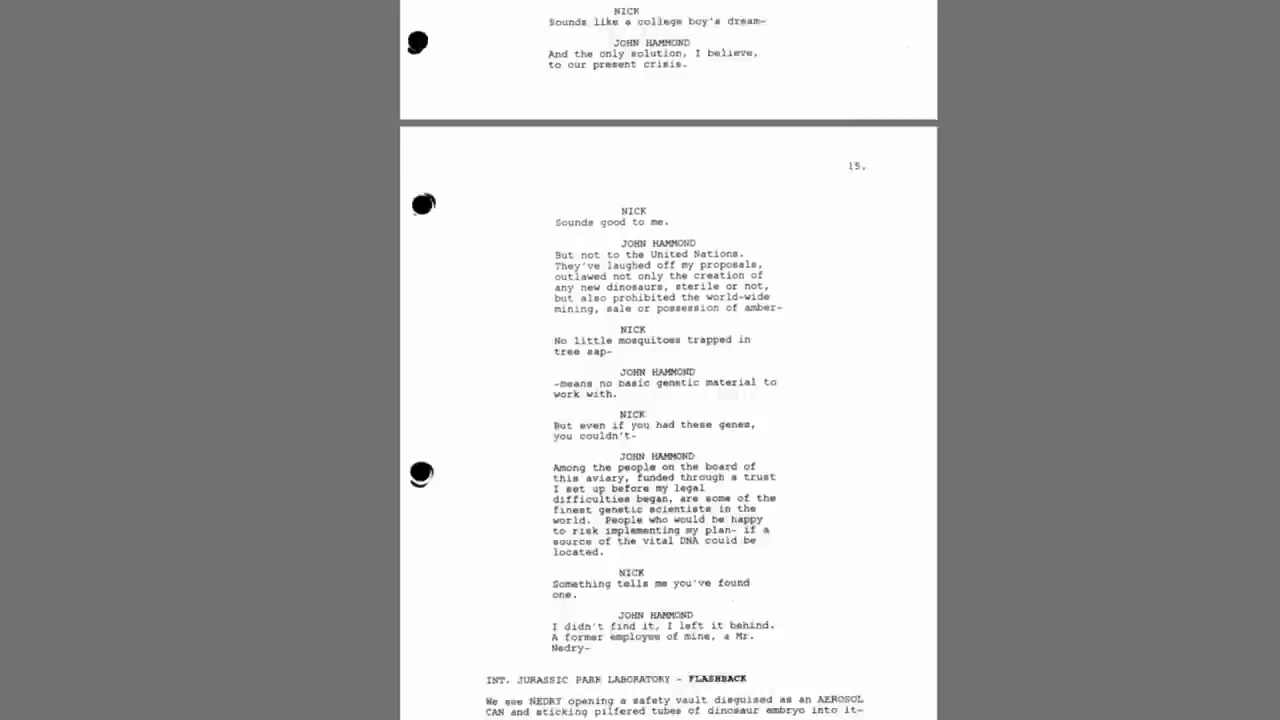 NICK
Sounds like a college boy's dream-
JOHN HAMMOND
And the only solution, I believe,
to our present crisis.
15.
NICK
Sounds good to me.
JOHN HAMMOND
But not to the United Nations.
They've laughed off my proposals,
outlawed not only the creation of
any new dinosaurs, sterile or not,
but also prohibited the world-wide
mining, sale or possession of amber-
NICK
No little mosquitoes trapped in
tree sap-
JOHN HAMMOND
-means no basic genetic material to
work with.
NICK
But even if you had these genes,
you couldn't-
JOHN HAMMOND
Among the people on the board of
this aviary, funded through a trust
I set up before my legal
difficulties began, are some of the
finest genetic scientists in the
world. People who would be happy
to risk implementing my plan- if a
source of the vital DNA could be
located.
NICK
Something tells me you've found
one.
JOHN HAMMOND
I didn't find it, I left it behind.
A former employee of mine, a Mr.
Nedry-
INT. JURASSIC PARK LABORATORY - FLASHBACK
We see NEDRY opening a safety vault disguised as an AEROSOL
CAN and sticking pilfered tubes of dinosaur embryo into it-